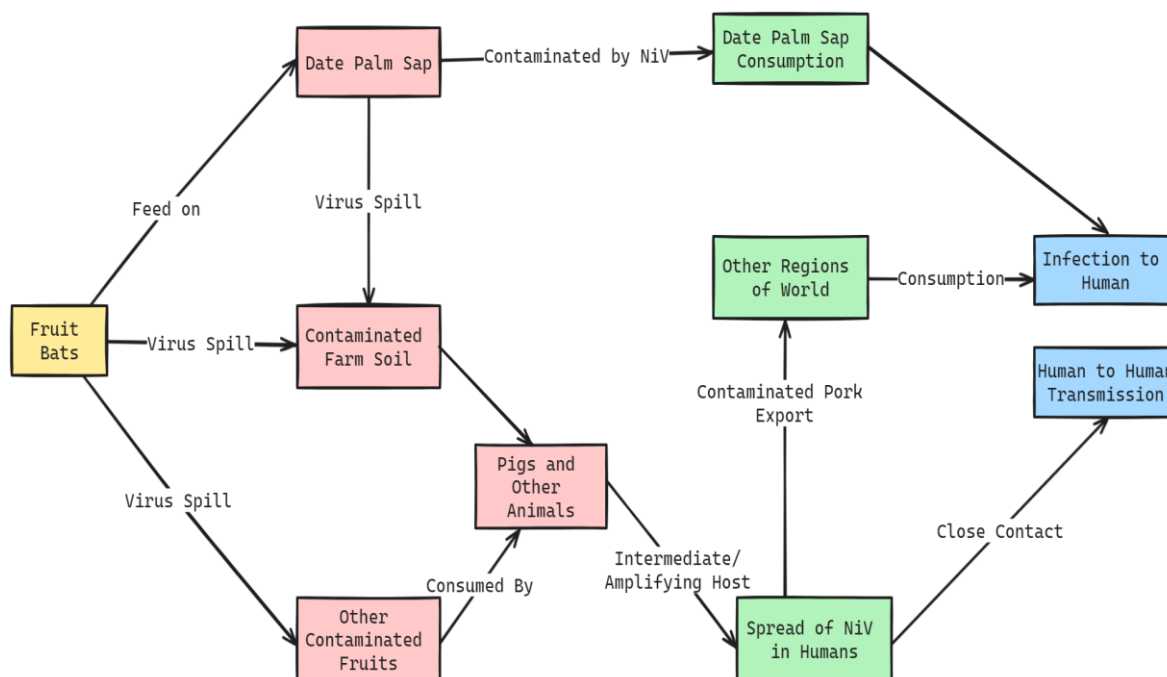 Date Palm Sap
Contaminated by NiV
Date Palm Sap
Consumption
Feed on
Virus Spill
Other Regions
of World
Consumption
Infection to
Human
Fruit
Bats
Virus Spill
Contaminated
Farm Soil
Contaminated Pork
Export
Human to Human
Transmission
Pigs and
Other
Animals
Virus Spill
Consumed By
Intermediate/
Amplifying Host
Close Contact
Other
Contaminated
Fruits
Spread of NiV
in Humans